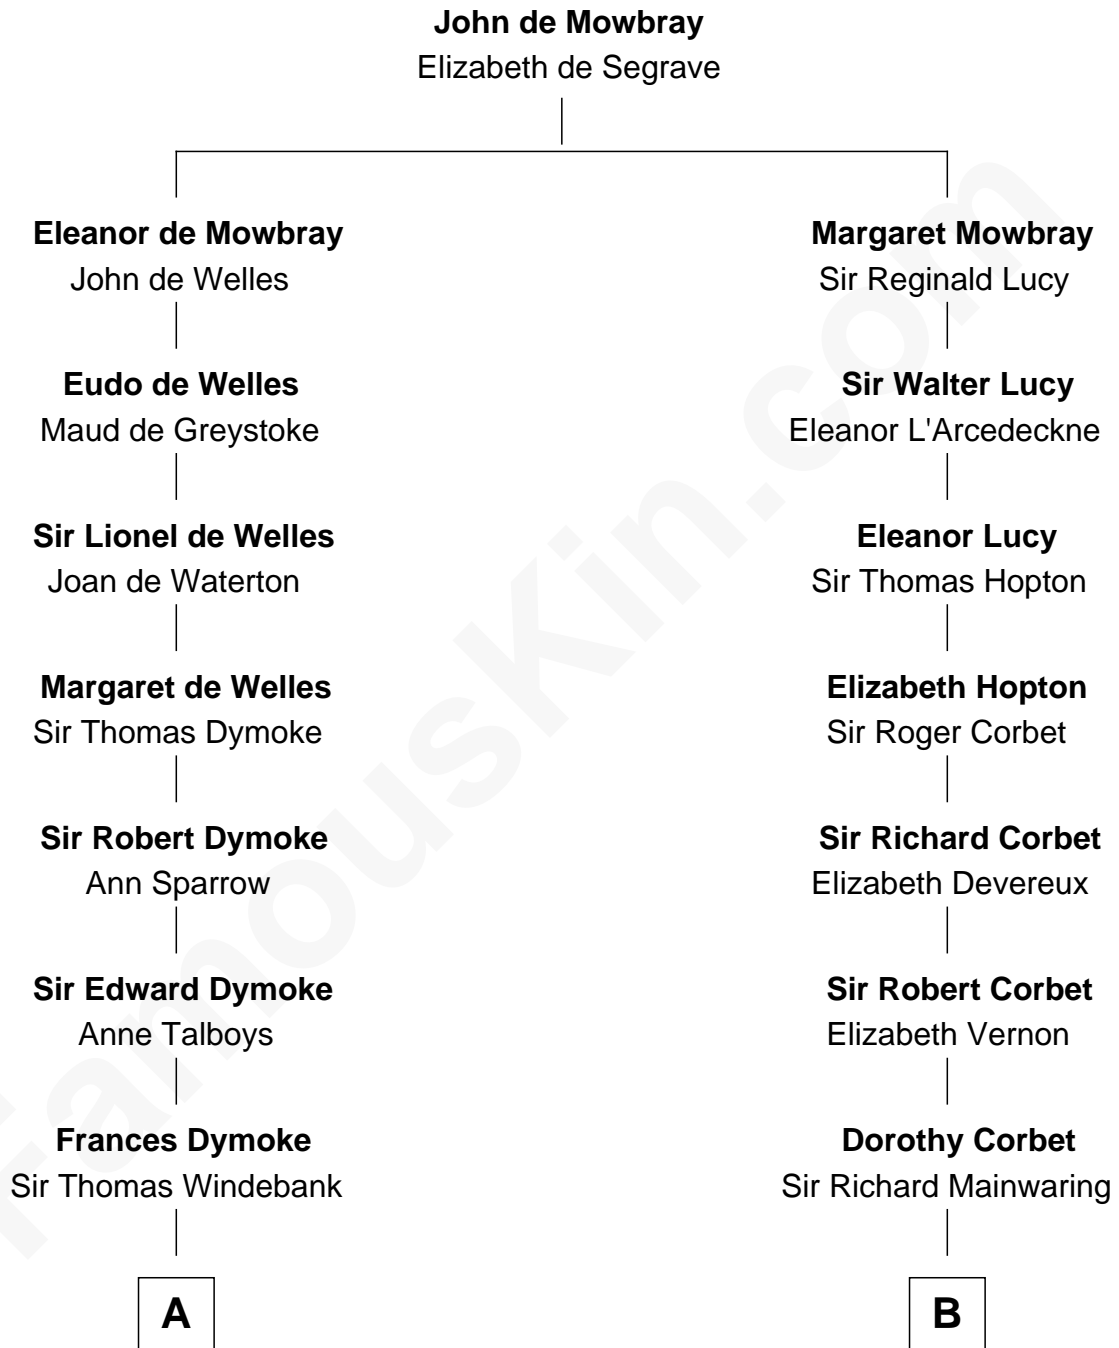 John de Mowbray
Elizabeth de Segrave
Eleanor de Mowbray
John de Welles
Margaret Mowbray
Sir Reginald Lucy
Eudo de Welles
Maud de Greystoke
Sir Walter Lucy
Eleanor L'Arcedeckne
Sir Lionel de Welles
Joan de Waterton
Eleanor Lucy
Sir Thomas Hopton
Margaret de Welles
Sir Thomas Dymoke
Elizabeth Hopton
Sir Roger Corbet
Sir Robert Dymoke
Ann Sparrow
Sir Richard Corbet
Elizabeth Devereux
Sir Edward Dymoke
Anne Talboys
Sir Robert Corbet
Elizabeth Vernon
Frances Dymoke
Sir Thomas Windebank
Dorothy Corbet
Sir Richard Mainwaring
A
B
FamousKin.com